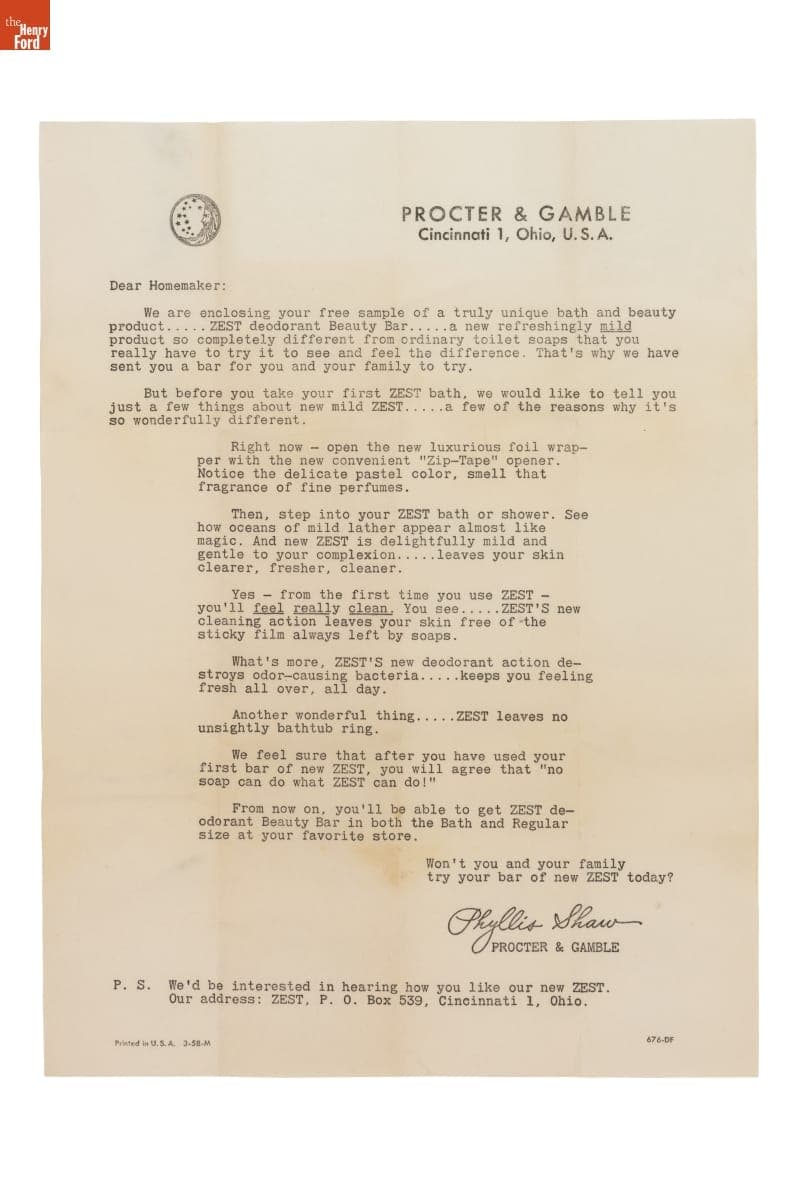 the
Henry
Ford
PROCTER & GAMBLE
Cincinnati 1, Ohio, U.S.A.
Dear Homemaker:
We are enclosing your free sample of a truly unique bath and beauty
product.....ZEST deodorant Beauty Bar.....a new refreshingly mild
product so completely different from ordinary toilet soaps that you
really have to try it to see and feel the difference. That's why we have
sent you a bar for you and your family to try.
But before you take your first ZEST bath, we would like to tell you
just a few things about new mild ZEST.....a few of the reasons why it's
so wonderfully different.
Right now — open the new luxurious foil wrap-
per with the new convenient "Zip-Tape" opener.
Notice the delicate pastel color, smell that
fragrance of fine perfumes.
Then, step into your ZEST bath or shower. See
how oceans of mild lather appear almost like
magic. And new ZEST is delightfully mild and
gentle to your complexion.....leaves your skin
clearer, fresher, cleaner.
Yes — from the first time you use ZEST —
you'll feel really clean. You see.....ZEST'S new
cleaning action leaves your skin free of the
sticky film always left by soaps.
What's more, ZEST'S new deodorant action de-
stroys odor-causing bacteria.....keeps you feeling
fresh all over, all day.
Another wonderful thing.....ZEST leaves no
unsightly bathtub ring.
We feel sure that after you have used your
first bar of new ZEST, you will agree that "no
soap can do what ZEST can do!"
From now on, you'll be able to get ZEST de-
odorant Beauty Bar in both the Bath and Regular
size at your favorite store.
Won't you and your family
try your bar of new ZEST today?
Phyllis Shaw
PROCTER & GAMBLE
P. S. We'd be interested in hearing how you like our new ZEST.
Our address: ZEST, P. O. Box 539, Cincinnati 1, Ohio.
Printed in U.S.A. 3-58-M
676-DF